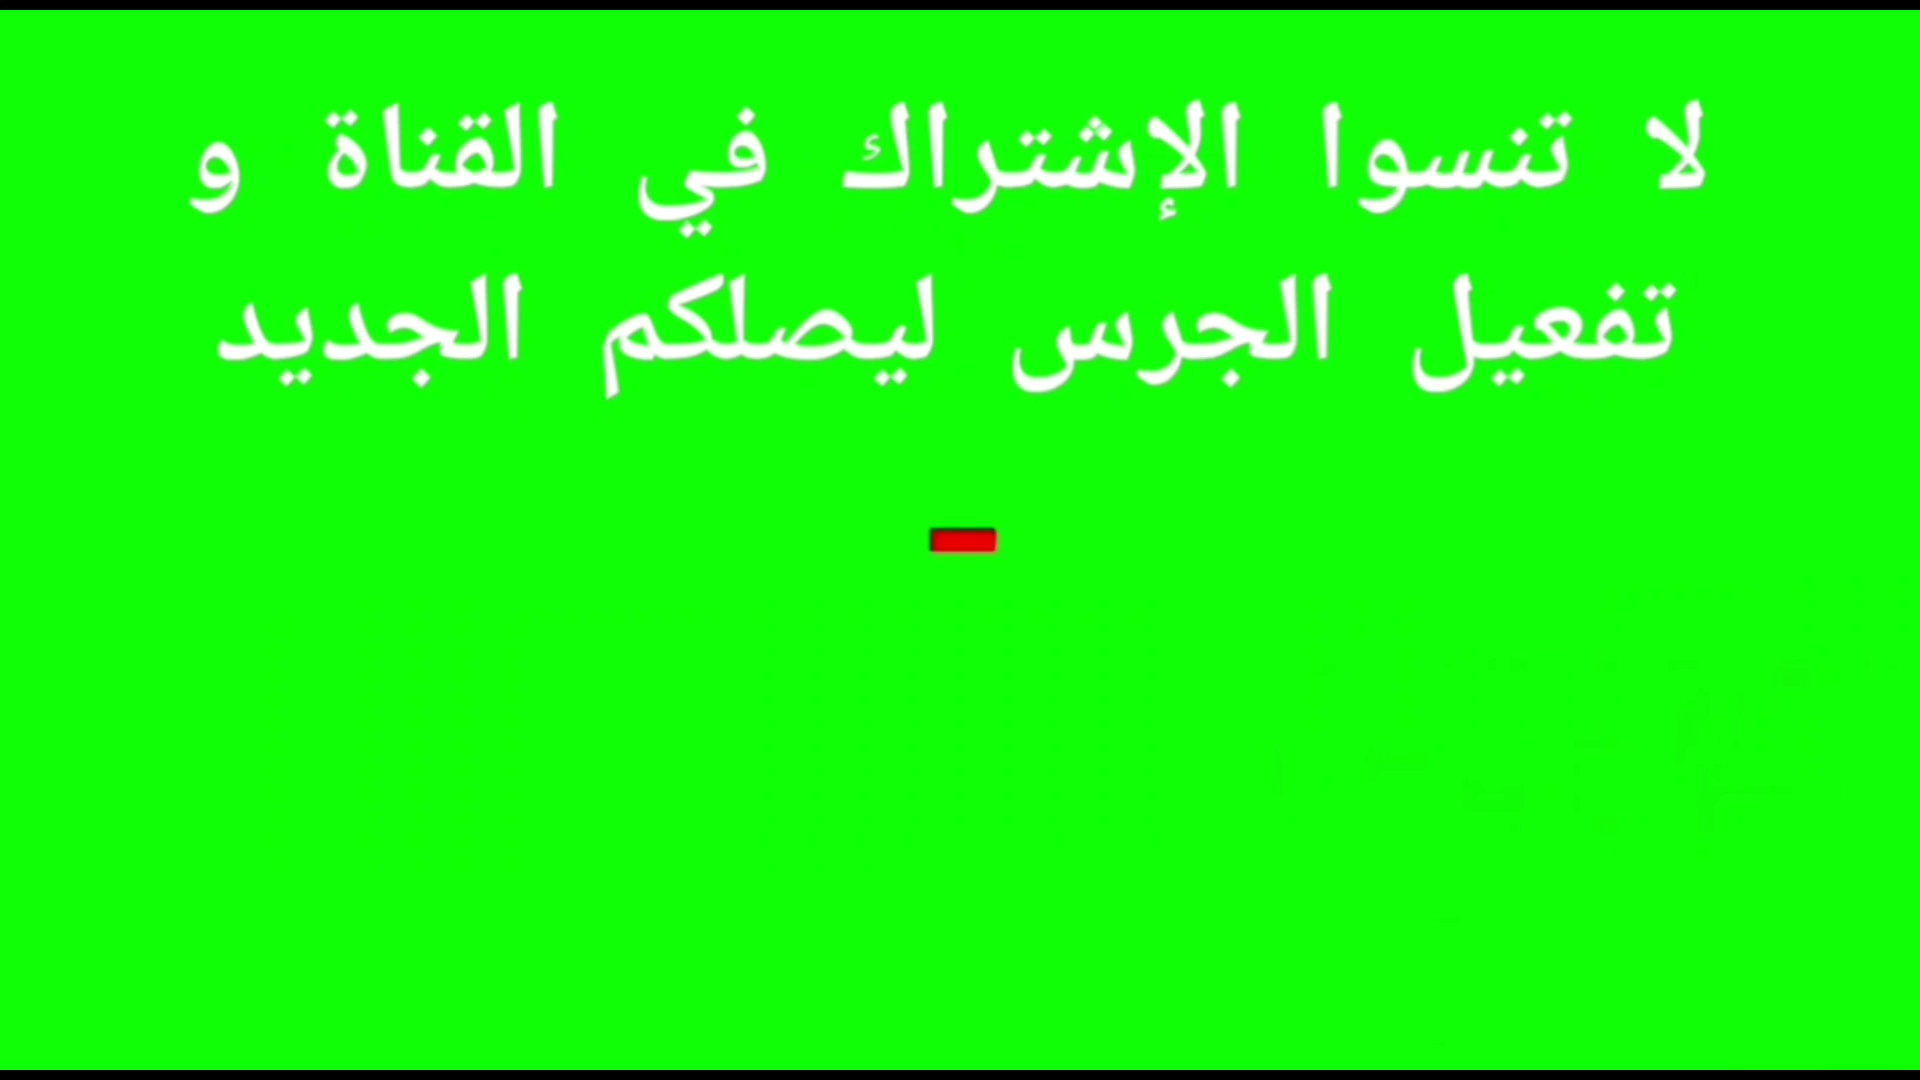 لا تنسوا الإشتراك في القناة و
تفعيل الجرس ليصلكم الجديد